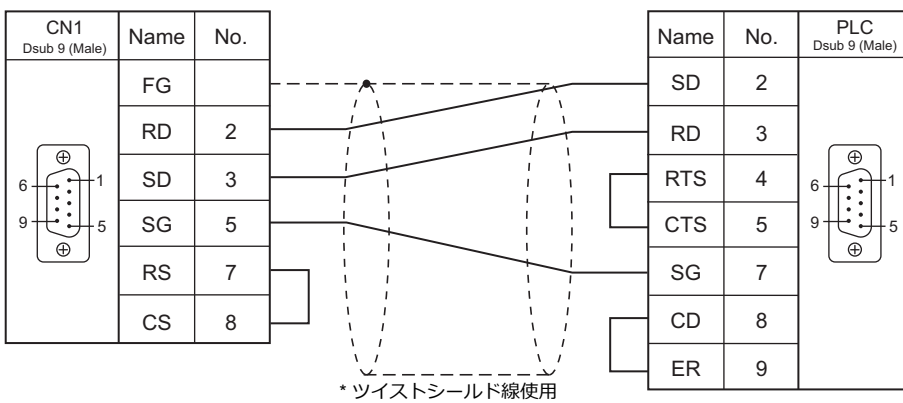 CN1
Dsub 9 (Male)
Name No.
FG
RD 2
SD 3
SG 5
RS 7
CS 8
6 1
9 5
Name No.
PLC
Dsub 9 (Male)
SD 2
RD 3
RTS 4
CTS 5
SG 7
CD 8
ER 9
6 1
9 5
* ツイストシールド線使用